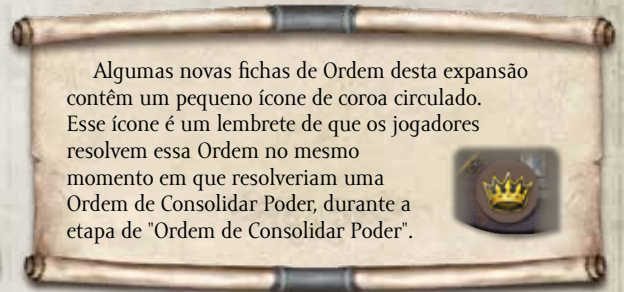 Algumas novas fichas de Ordem desta expansão
contêm um pequeno ícone de coroa circulado.
Esse ícone é um lembrete de que os jogadores
resolvem essa Ordem no mesmo
momento em que resolveriam uma
Ordem de Consolidar Poder, durante a
etapa de "Ordem de Consolidar Poder".